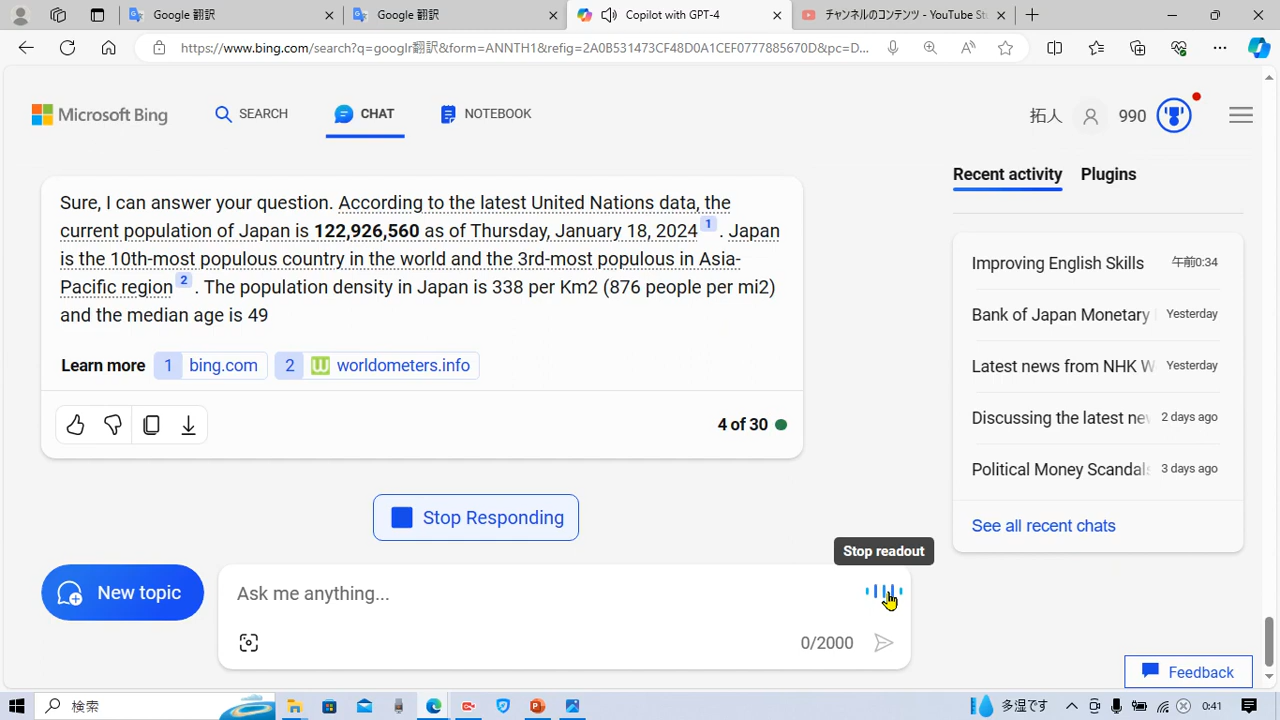 Google 翻訳
Google 翻訳
Copilot with GPT-4
チャンネルのコンテンツ - YouTube St
https://www.bing.com/search?q=googlr翻訳&form=ANNTH1&refig=2A0B531473CF48D0A1CEF0777885670D&pc=D...
Microsoft Bing
SEARCH
CHAT
NOTEBOOK
拓人
990
Recent activity
Plugins
Sure, I can answer your question. According to the latest United Nations data, the
current population of Japan is 122,926,560 as of Thursday, January 18, 2024 1 . Japan
is the 10th-most populous country in the world and the 3rd-most populous in Asia-
Pacific region 2 . The population density in Japan is 338 per Km2 (876 people per mi2)
and the median age is 49
Learn more 1 bing.com 2 W worldometers.info
4 of 30
Improving English Skills 午前0:34
Bank of Japan Monetary Yesterday
Latest news from NHK W Yesterday
Discussing the latest ne 2 days ago
Political Money Scandals 3 days ago
See all recent chats
Stop Responding
Stop readout
New topic
Ask me anything...
0/2000
Feedback
検索
多湿です
0:41